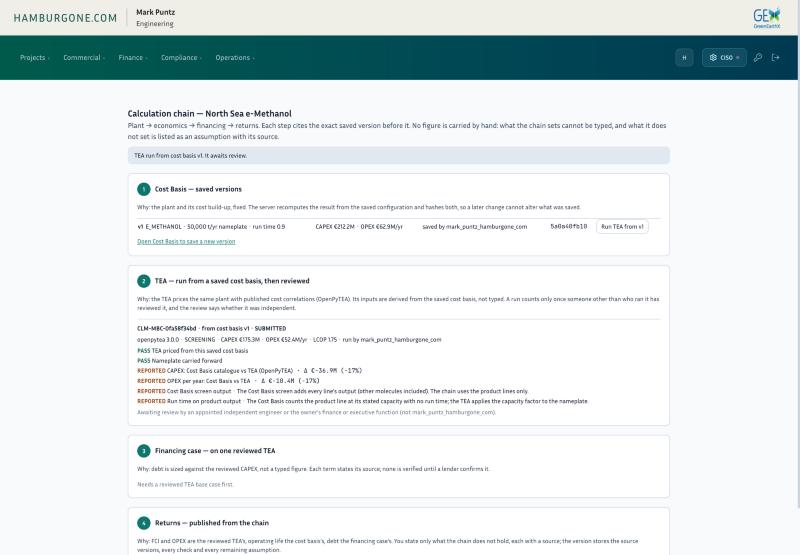 HAMBURGONE.COM
Mark Puntz
Engineering
GEX
GreenEarthX
Projects
Commercial
Finance
Compliance
Operations
H
CISO
Calculation chain — North Sea e-Methanol
Plant → economics → financing → returns. Each step cites the exact saved version before it. No figure is carried by hand: what the chain sets cannot be typed, and what it does
not set is listed as an assumption with its source.
TEA run from cost basis v1. It awaits review.
1 Cost Basis — saved versions
Why: the plant and its cost build-up, fixed. The server recomputes the result from the saved configuration and hashes both, so a later change cannot alter what was saved.
v1 E_METHANOL · 50,000 t/yr nameplate · run time 0.9 CAPEX €212.2M · OPEX €62.9M/yr saved by mark_puntz_hamburgone_com 5a0a40fb10 Run TEA from v1
Open Cost Basis to save a new version
2 TEA — run from a saved cost basis, then reviewed
Why: the TEA prices the same plant with published cost correlations (OpenPyTEA). Its inputs are derived from the saved cost basis, not typed. A run counts only once someone other than who ran it has
reviewed it, and the review says whether it was independent.
CLM-MBC-0fa58f34bd · from cost basis v1 · SUBMITTED
openpytea 3.0.0 · SCREENING · CAPEX €175.3M · OPEX €52.4M/yr · LCOP 1.75 · run by mark_puntz_hamburgone_com
PASS TEA priced from this saved cost basis
PASS Nameplate carried forward
REPORTED CAPEX: Cost Basis catalogue vs TEA (OpenPyTEA) · Δ €-36.9M (-17%)
REPORTED OPEX per year: Cost Basis vs TEA · Δ €-10.4M (-17%)
REPORTED Cost Basis screen output · The Cost Basis screen adds every line's output (other molecules included). The chain uses the product lines only.
REPORTED Run time on product output · The Cost Basis counts the product line at its stated capacity with no run time; the TEA applies the capacity factor to the nameplate.
Awaiting review by an appointed independent engineer or the owner's finance or executive function (not mark_puntz_hamburgone_com).
3 Financing case — on one reviewed TEA
Why: debt is sized against the reviewed CAPEX, not a typed figure. Each term states its source; none is verified until a lender confirms it.
Needs a reviewed TEA base case first.
4 Returns — published from the chain
Why: FCI and OPEX are the reviewed TEA's, operating life the cost basis's, debt the financing case's. You state only what the chain does not hold, each with a source; the version stores the source
versions, every check and every remaining assumption.